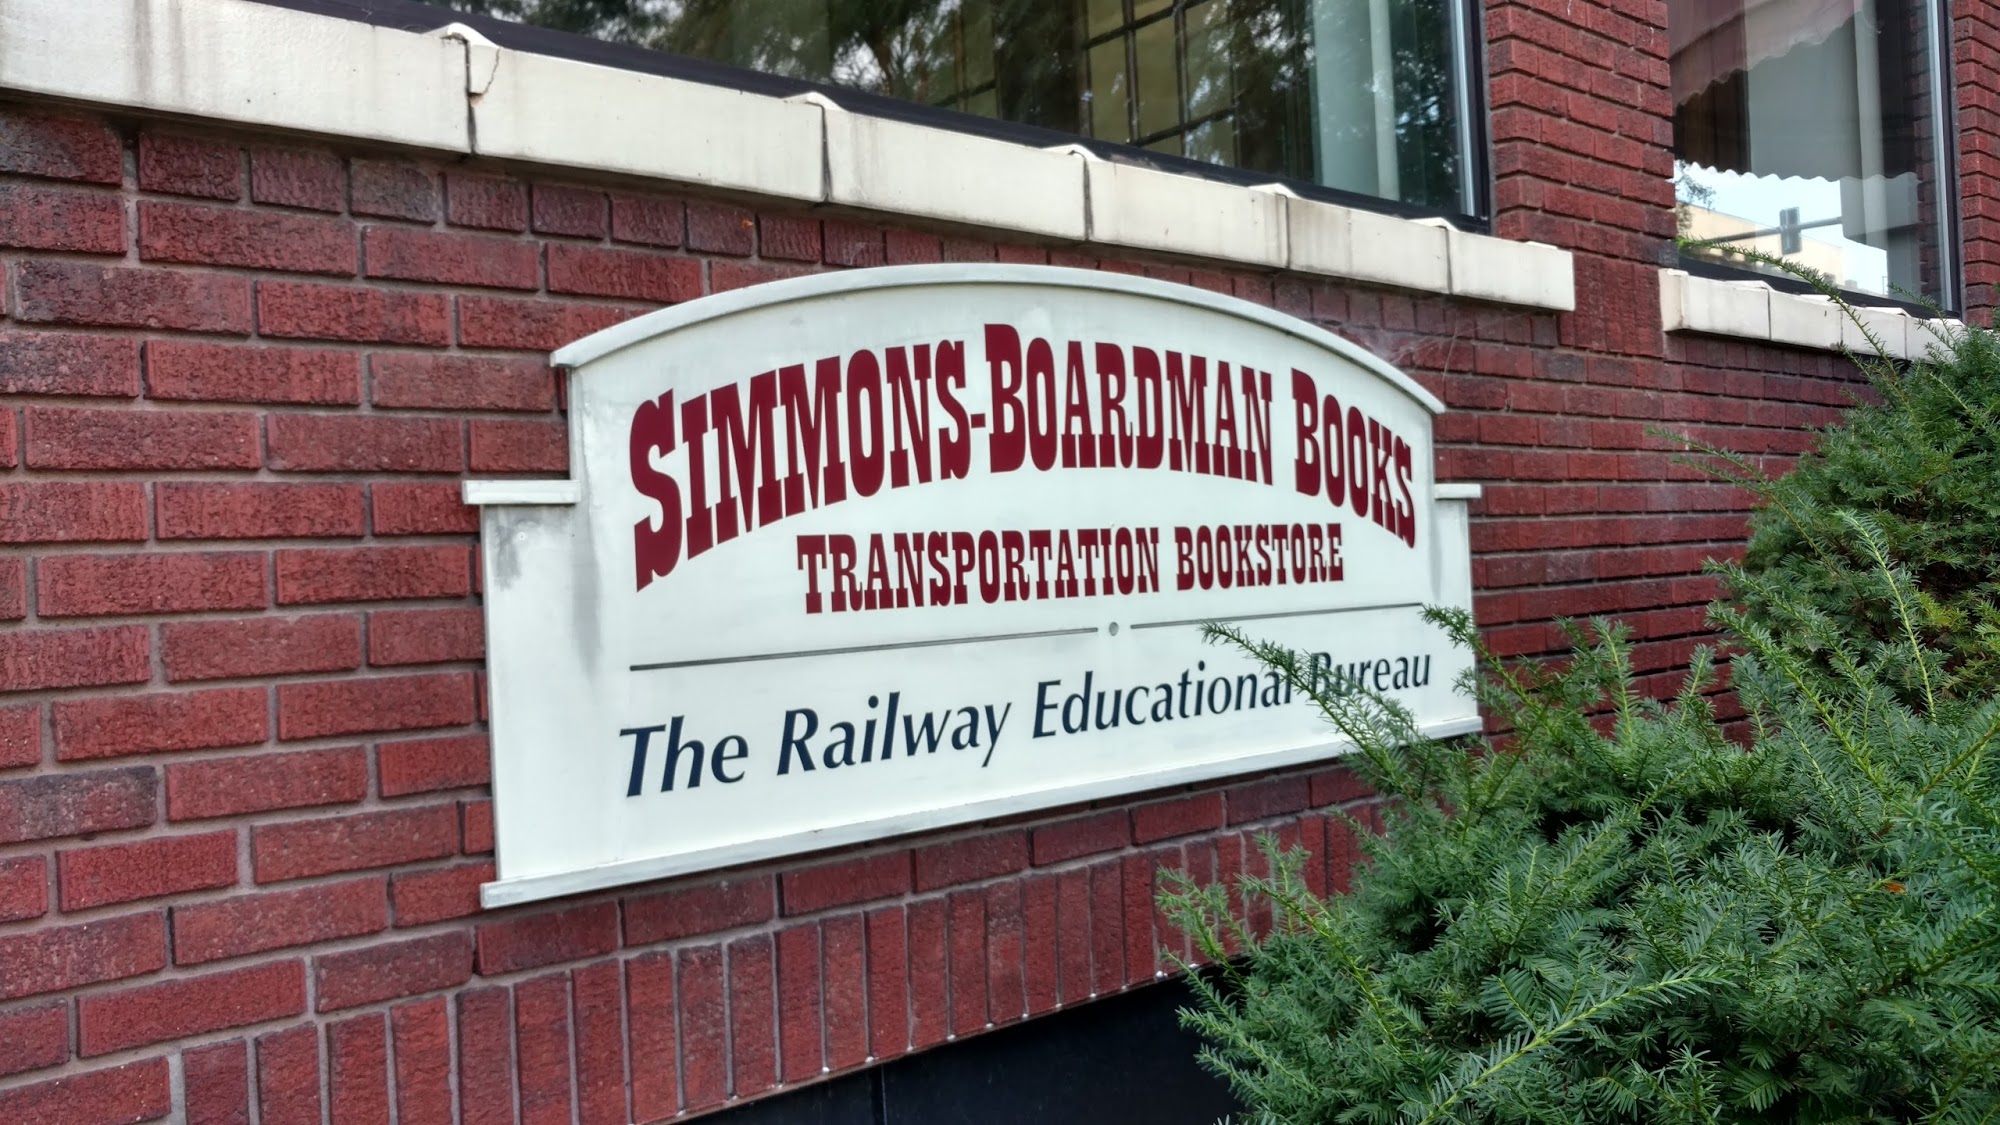 SIMMONS-BOARDMAN BOOKS
TRANSPORTATION BOOKSTORE
The Railway Educational Bureau